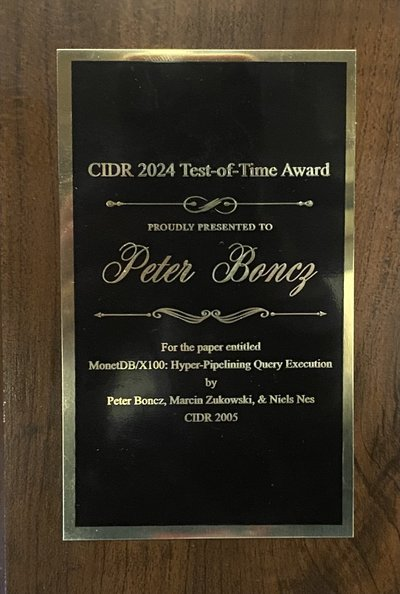 CIDR 2024 Test-of-Time Award
PROUDLY PRESENTED TO
Peter Boncz
For the paper entitled
MonetDB/X100: Hyper-Pipelining Query Execution
by
Peter Boncz, Marcin Zukowski, & Niels Nes
CIDR 2005